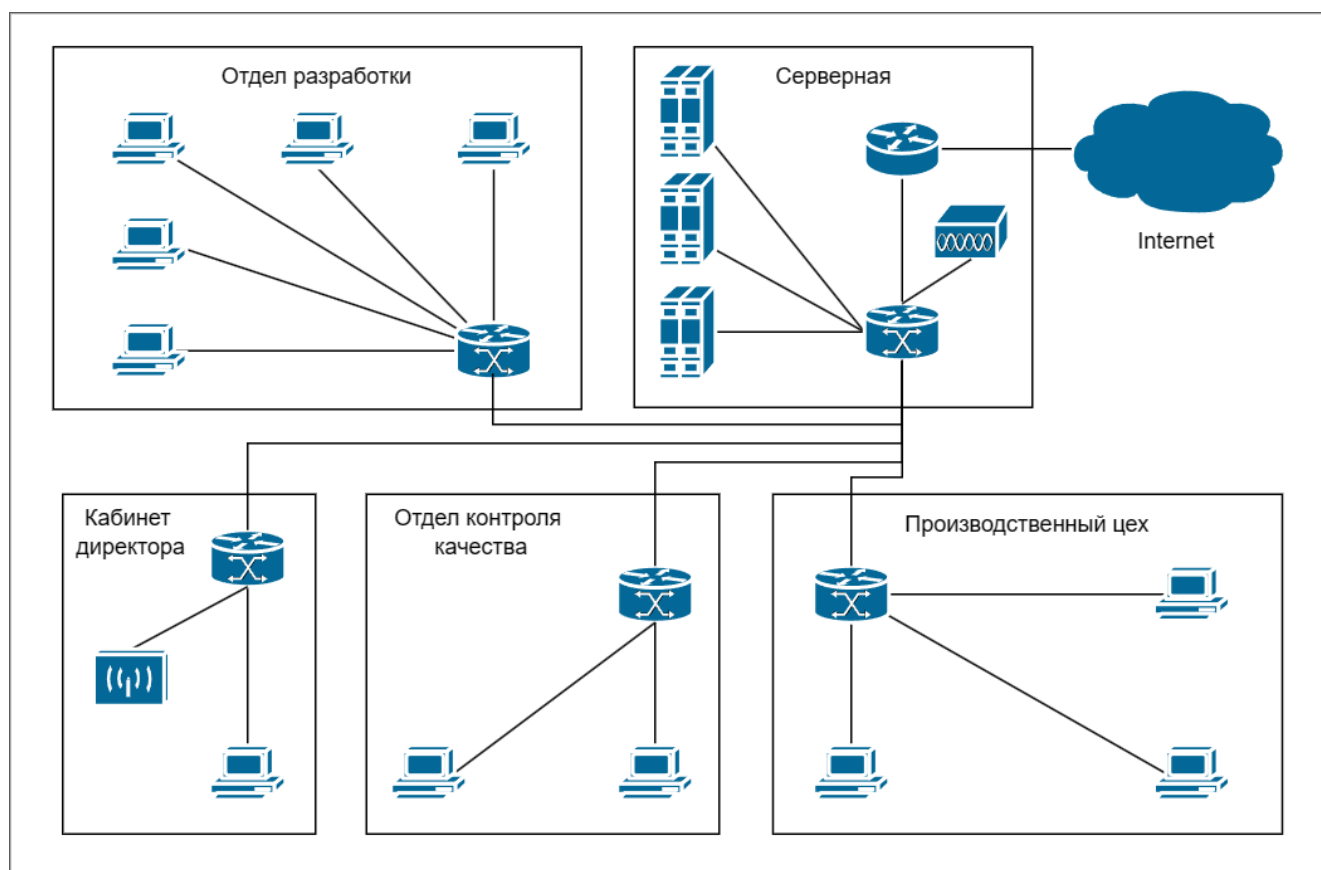 Отдел разработки
Серверная
Internet
Кабинет
директора
Отдел контроля
качества
Производственный цех